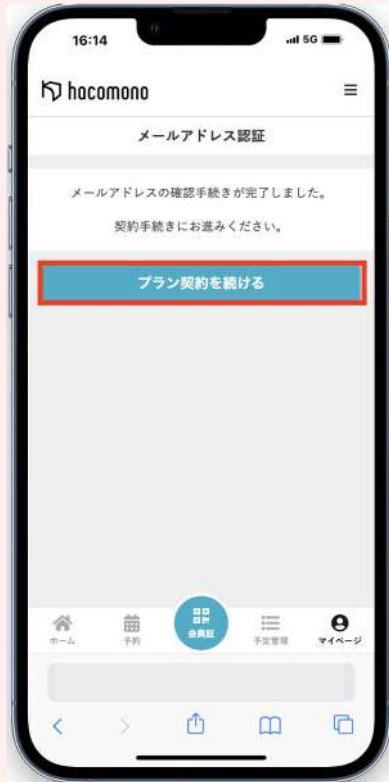 16:14
5G
hacomono
メールアドレス認証
メールアドレスの確認手続きが完了しました。
契約手続きにお進みください。
プラン契約を続ける
ホーム
予約
会員証
予定管理
マイページ